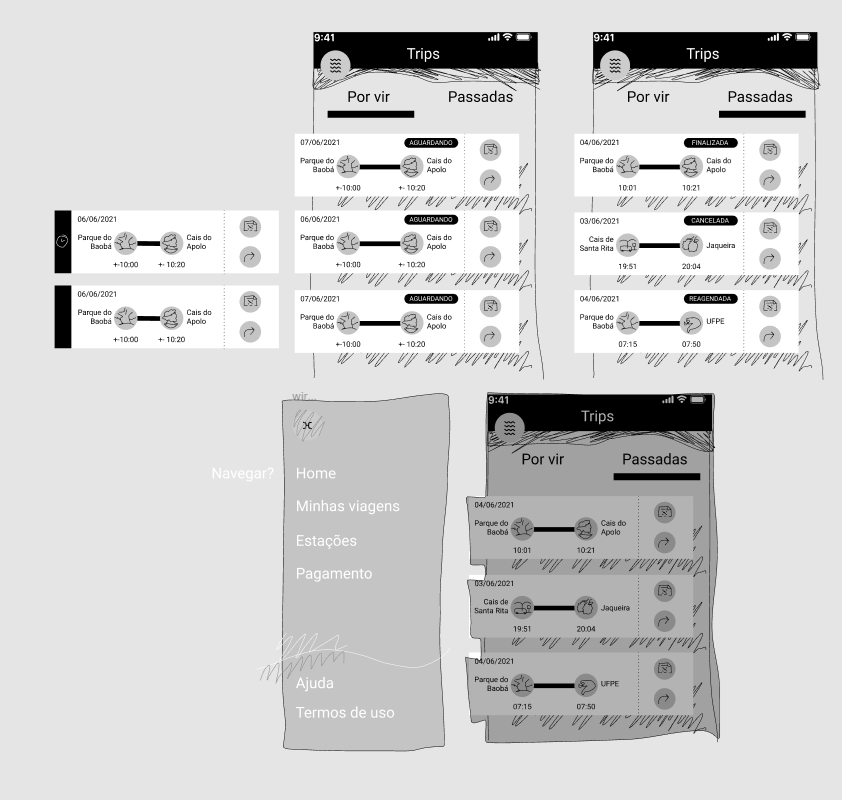 9:41
Trips
Por vir
Passadas
07/06/2021
AGUARDANDO
Parque do
Baobá
Cais do
Apolo
+-10:00
+- 10:20
06/06/2021
AGUARDANDO
Parque do
Baobá
Cais do
Apolo
+-10:00
+- 10:20
07/06/2021
AGUARDANDO
Parque do
Baobá
Cais do
Apolo
+-10:00
+- 10:20
9:41
Trips
Por vir
Passadas
04/06/2021
FINALIZADA
Parque do
Baobá
Cais do
Apolo
10:01
10:21
03/06/2021
CANCELADA
Cais de
Santa Rita
Jaqueira
19:51
20:04
04/06/2021
REAGENDADA
Parque do
Baobá
UFPE
07:15
07:50
06/06/2021
Parque do
Baobá
Cais do
Apolo
+-10:00
+- 10:20
06/06/2021
Parque do
Baobá
Cais do
Apolo
+-10:00
+- 10:20
wir...
Navegar?
Home
Minhas viagens
Estações
Pagamento
Ajuda
Termos de uso
9:41
Trips
Por vir
Passadas
04/06/2021
Parque do
Baobá
Cais do
Apolo
10:01
10:21
03/06/2021
Cais de
Santa Rita
Jaqueira
19:51
20:04
04/06/2021
Parque do
Baobá
UFPE
07:15
07:50